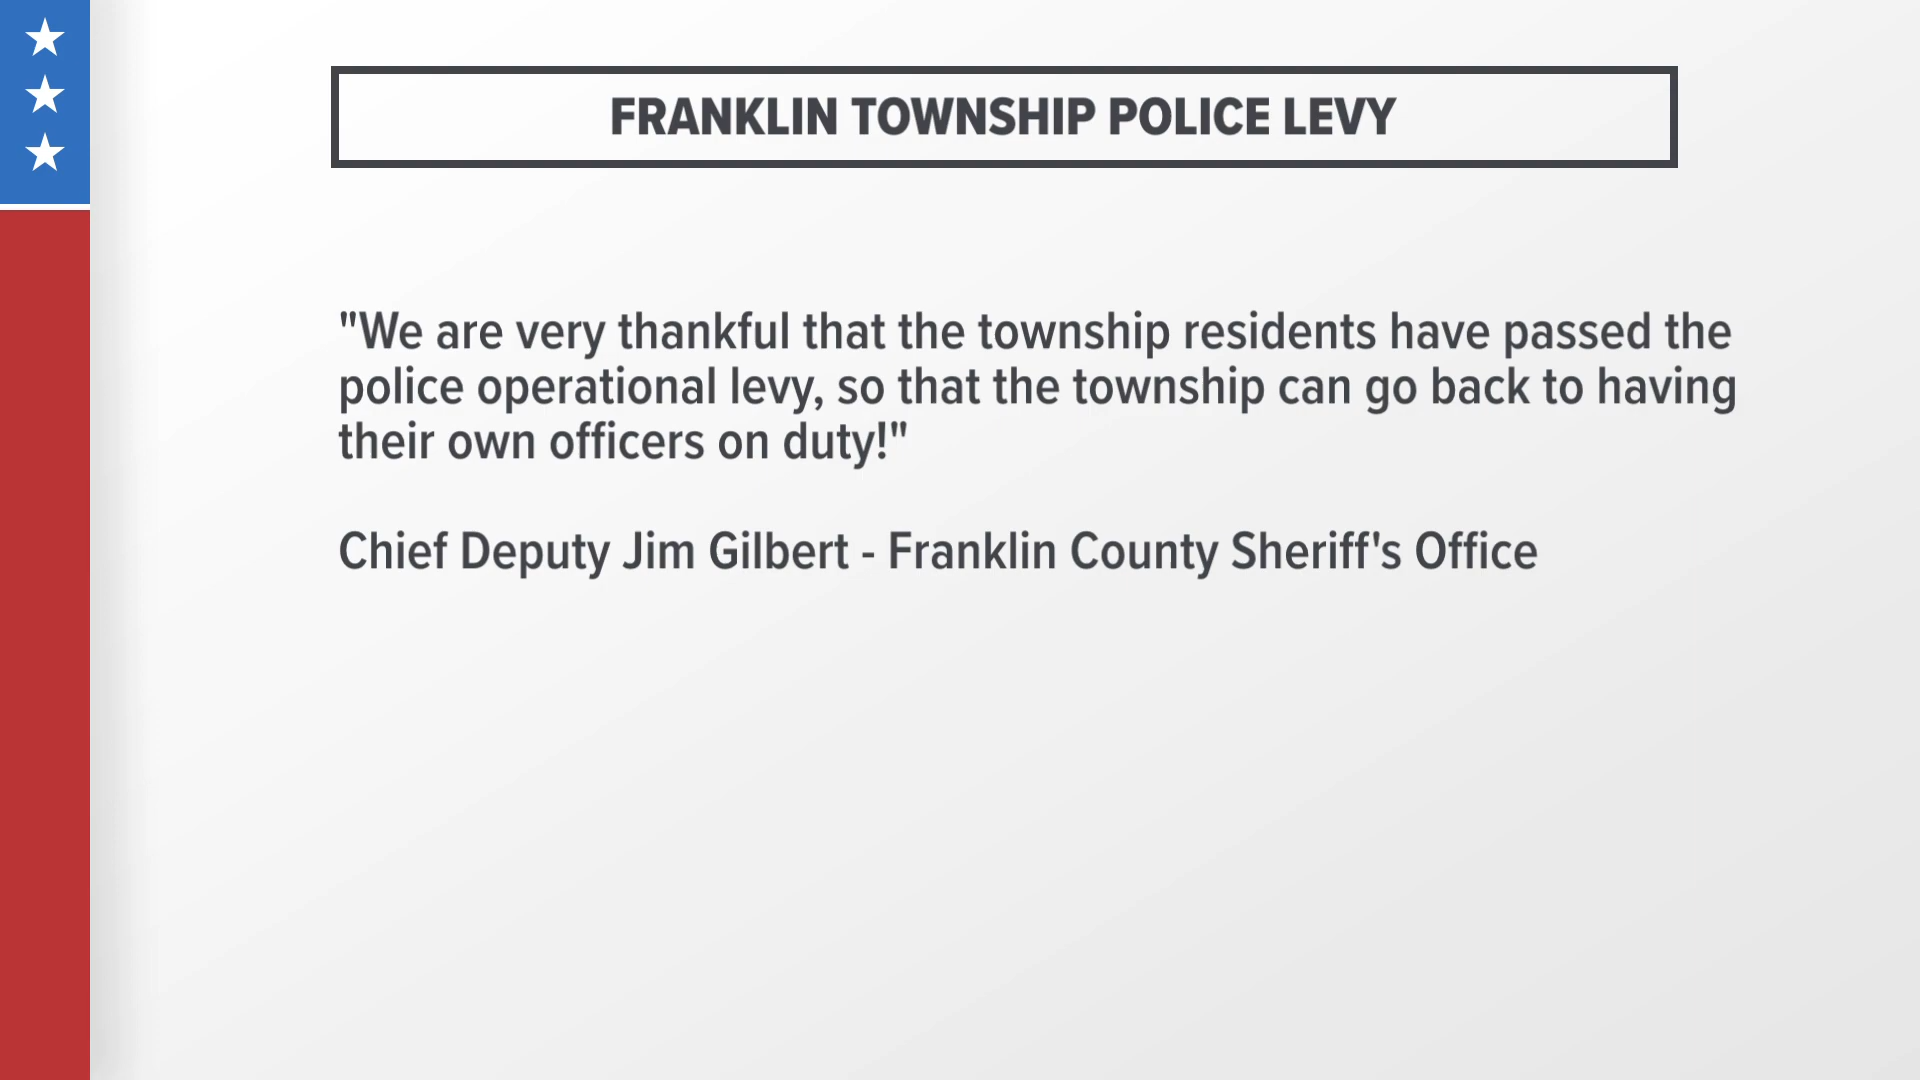 FRANKLIN TOWNSHIP POLICE LEVY
"We are very thankful that the township residents have passed the
police operational levy, so that the township can go back to having
their own officers on duty!"
Chief Deputy Jim Gilbert - Franklin County Sheriff's Office